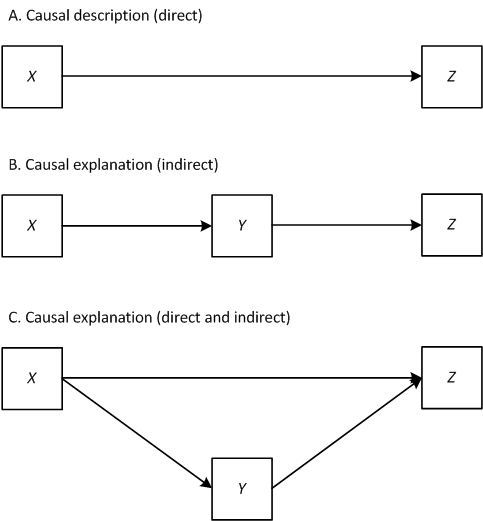 A. Causal description (direct)
X
Z
B. Causal explanation (indirect)
X
Y
Z
C. Causal explanation (direct and indirect)
X
Z
Y